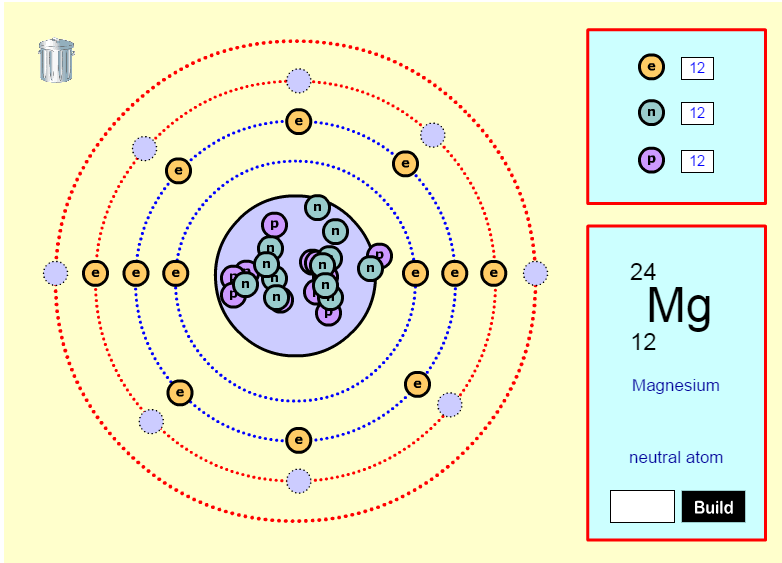 e 12
n 12
p 12
24
Mg
12
Magnesium
neutral atom
Build
e
e e
e e e e e e
e e
e
n
p n
n n p
n n n
p n n n
p n p n
p